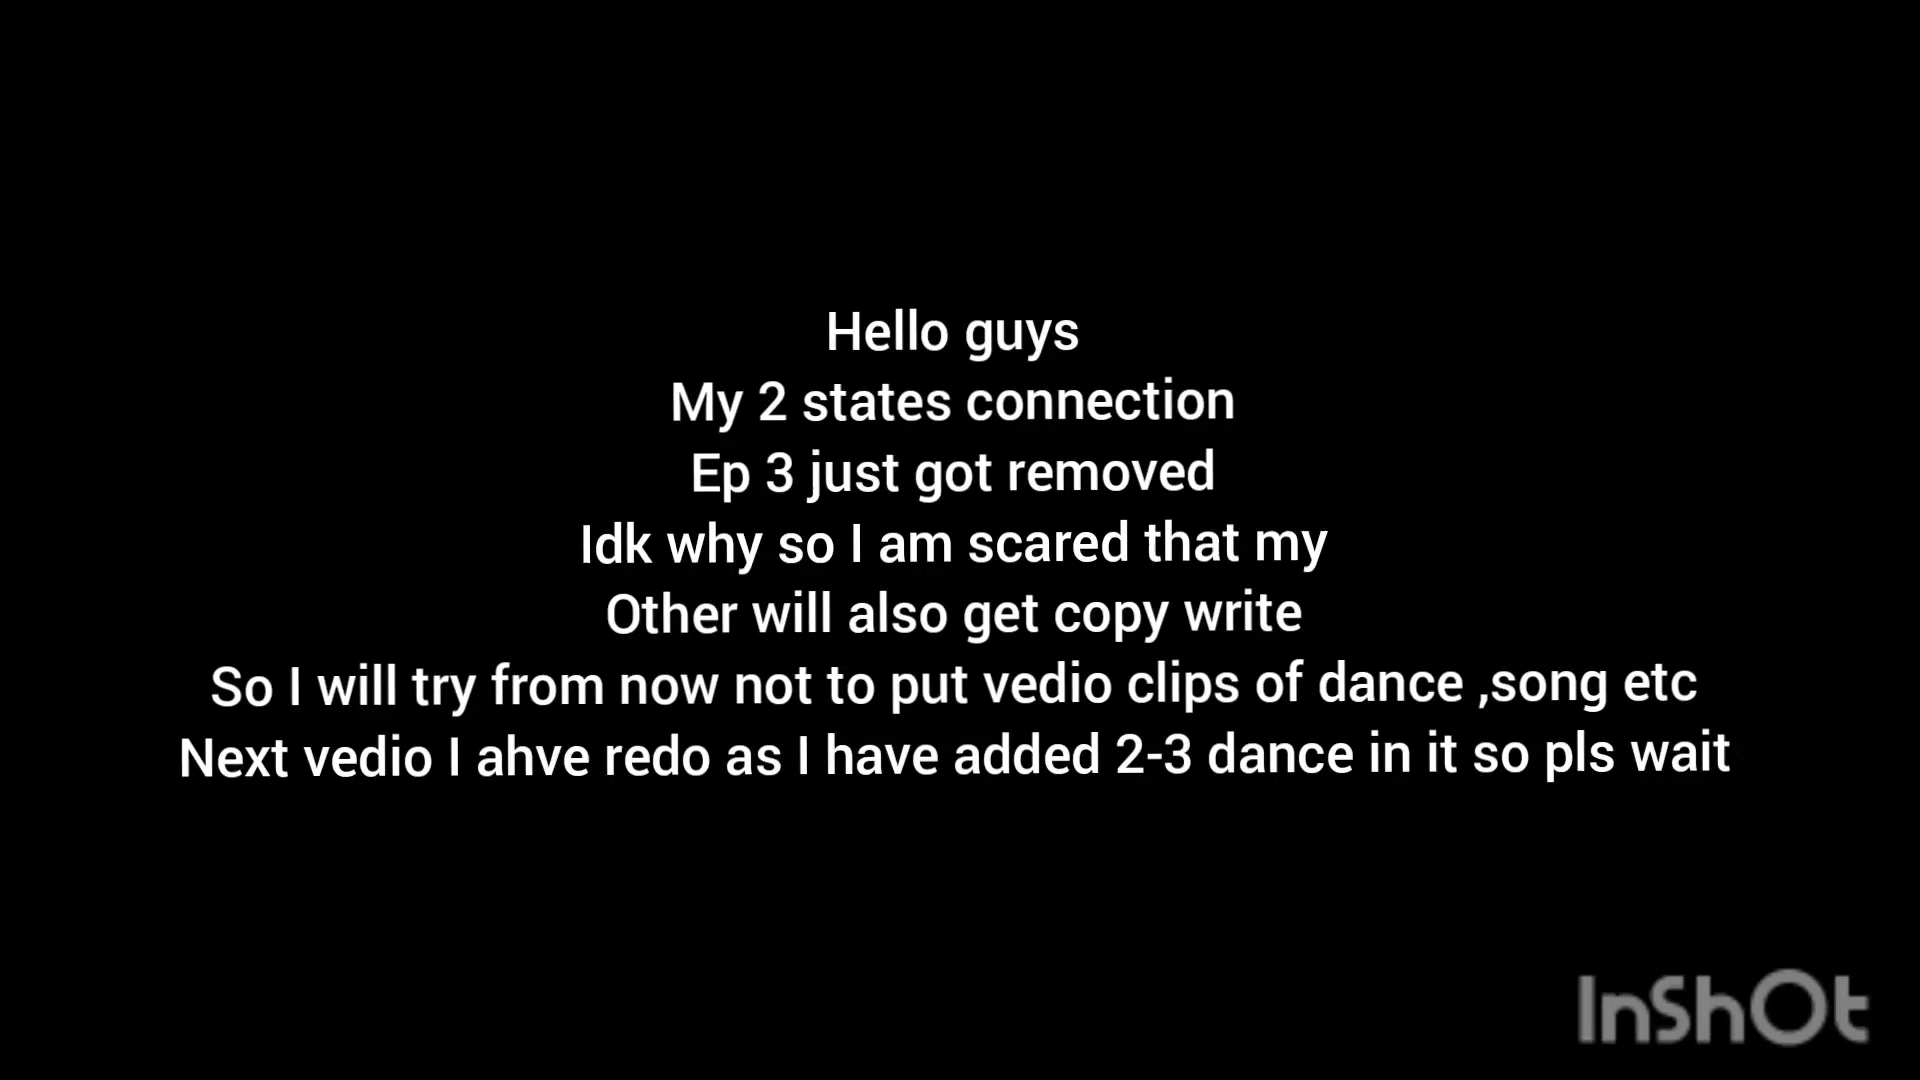 Hello guys
My 2 states connection
Ep 3 just got removed
Idk why so I am scared that my
Other will also get copy write
So I will try from now not to put vedio clips of dance ,song etc
Next vedio I ahve redo as I have added 2-3 dance in it so pls wait
InShOt